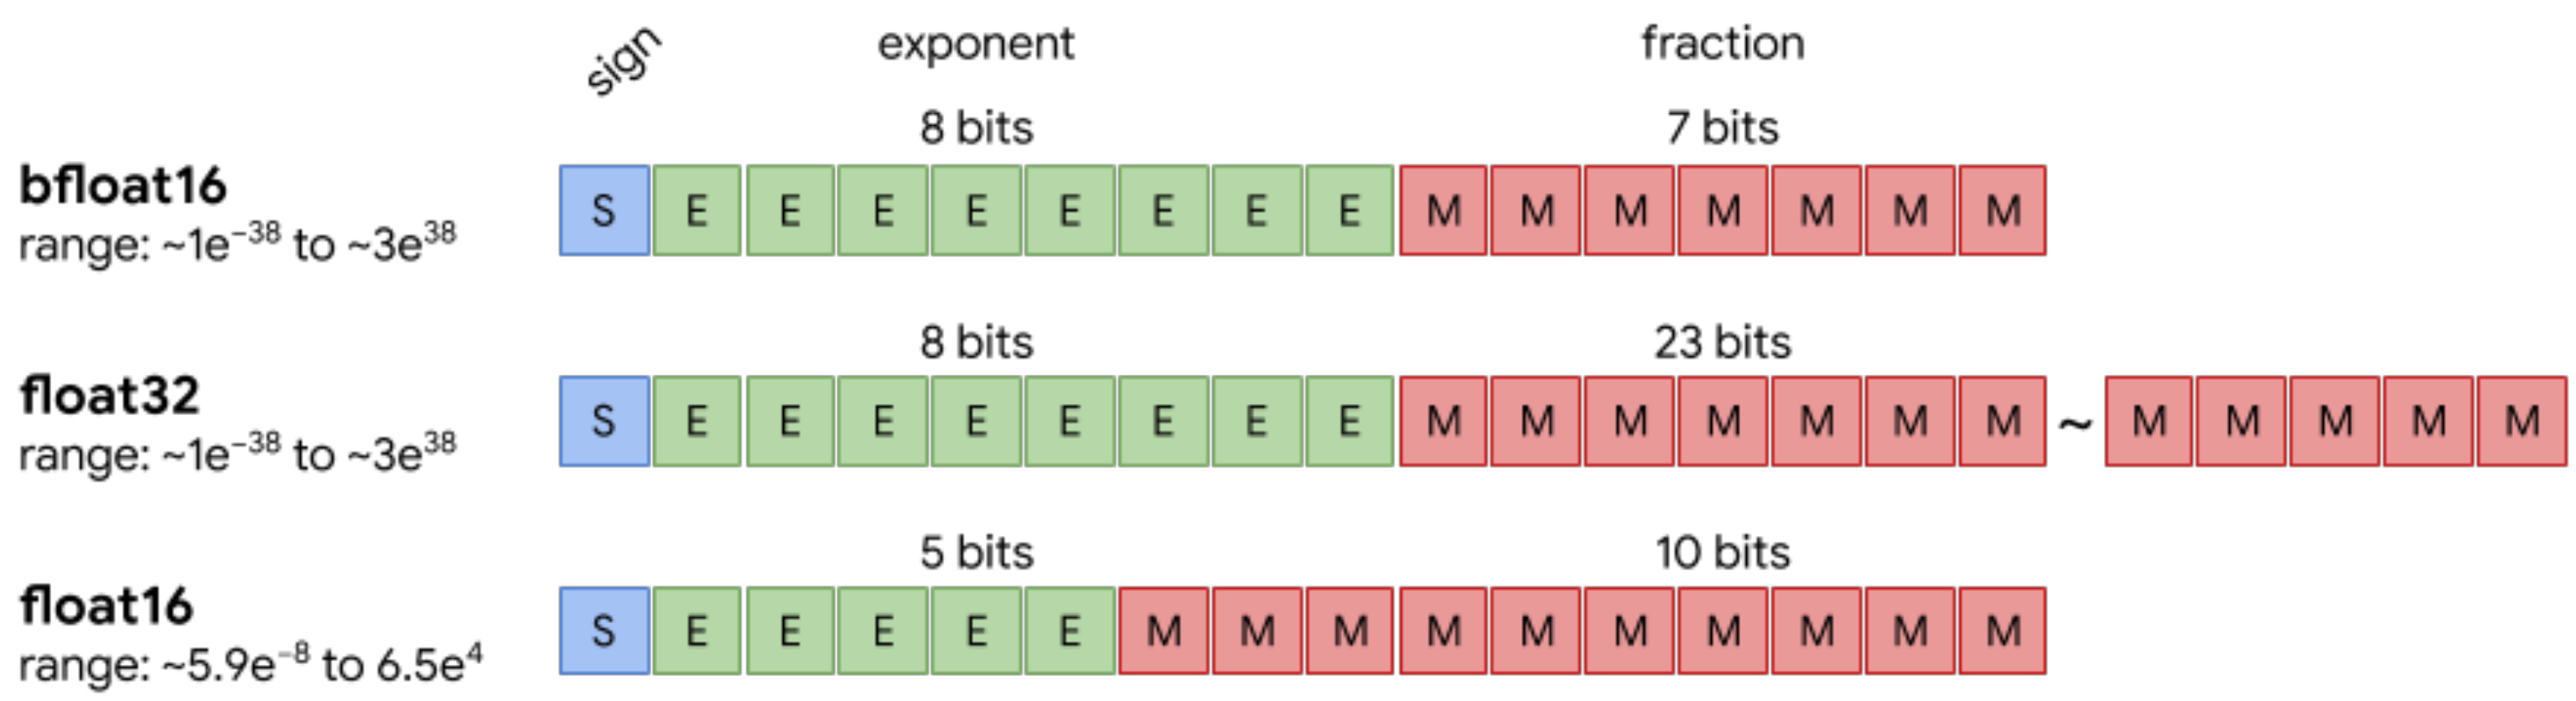 sign exponent fraction
8 bits 7 bits
bfloat16
S E E E E E E E E M M M M M M M
range: ~1e⁻³⁸ to ~3e³⁸
8 bits 23 bits
float32
S E E E E E E E E M M M M M M M ~ M M M M M
range: ~1e⁻³⁸ to ~3e³⁸
5 bits 10 bits
float16
S E E E E E M M M M M M M M M M
range: ~5.9e⁻⁸ to 6.5e⁴